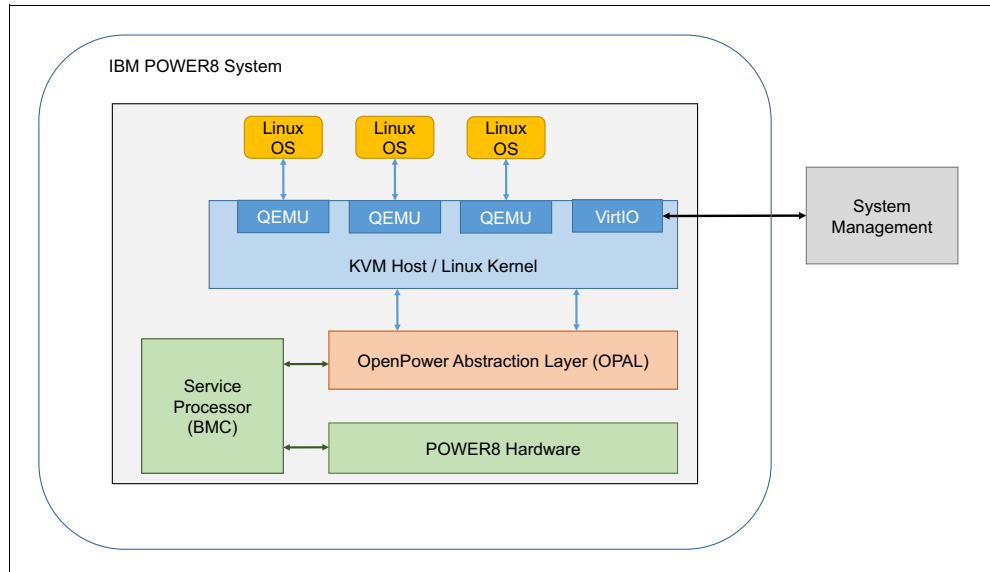 IBM POWER8 System
Linux
OS
Linux
OS
Linux
OS
QEMU
QEMU
QEMU
VirtIO
KVM Host / Linux Kernel
System
Management
OpenPower Abstraction Layer (OPAL)
Service
Processor
(BMC)
POWER8 Hardware